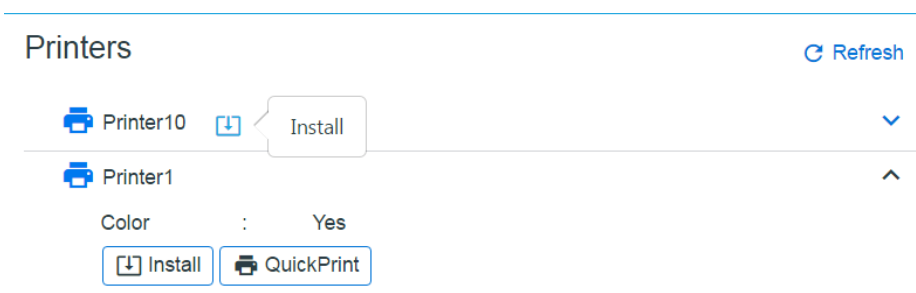 Printers
Refresh
Printer10 Install
Printer1
Color : Yes
Install QuickPrint